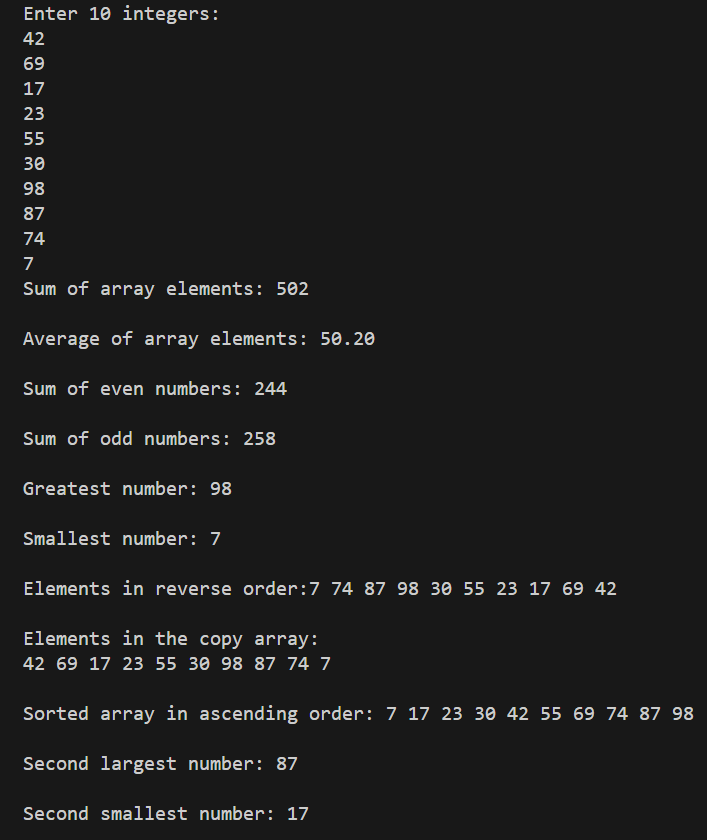 Enter 10 integers:
42
69
17
23
55
30
98
87
74
7
Sum of array elements: 502
Average of array elements: 50.20
Sum of even numbers: 244
Sum of odd numbers: 258
Greatest number: 98
Smallest number: 7
Elements in reverse order:7 74 87 98 30 55 23 17 69 42
Elements in the copy array:
42 69 17 23 55 30 98 87 74 7
Sorted array in ascending order: 7 17 23 30 42 55 69 74 87 98
Second largest number: 87
Second smallest number: 17